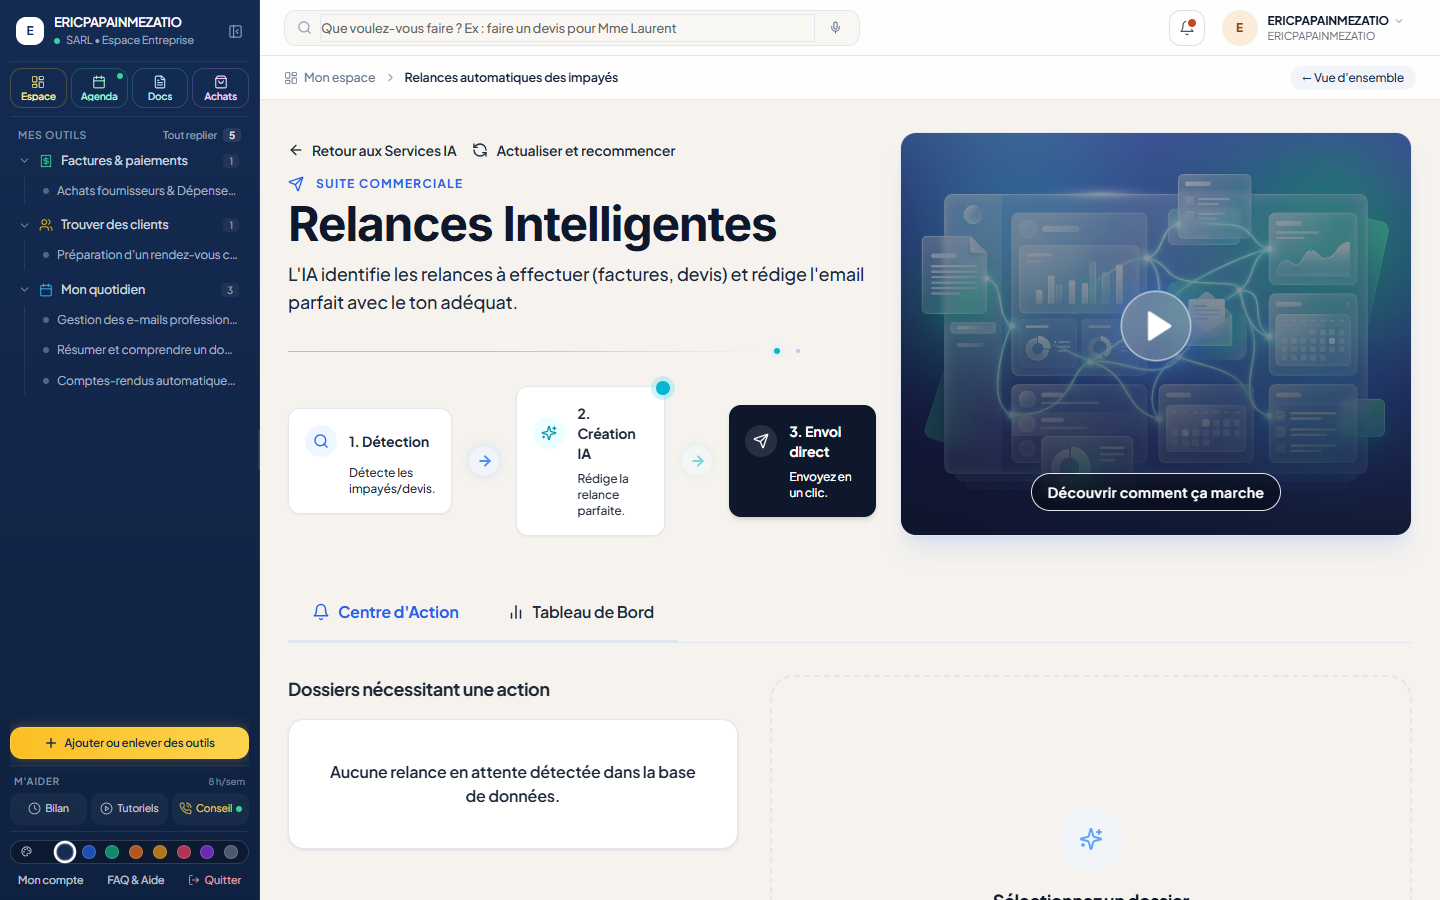 E
ERICPAPAINMEZATIO
SARL • Espace Entreprise
Espace
Agenda
Docs
Achats
MES OUTILS
Tout replier 5
Factures & paiements 1
Achats fournisseurs & Dépense...
Trouver des clients 1
Préparation d'un rendez-vous c...
Mon quotidien 3
Gestion des e-mails profession...
Résumer et comprendre un do...
Comptes-rendus automatique...
+ Ajouter ou enlever des outils
M'AIDER
8 h/sem
Bilan
Tutoriels
Conseil
Mon compte
FAQ & Aide
Quitter
Que voulez-vous faire ? Ex : faire un devis pour Mme Laurent
E
ERICPAPAINMEZATIO
ERICPAPAINMEZATIO
Mon espace
Relances automatiques des impayés
← Vue d'ensemble
Retour aux Services IA
Actualiser et recommencer
SUITE COMMERCIALE
Relances Intelligentes
L'IA identifie les relances à effectuer (factures, devis) et rédige l'email
parfait avec le ton adéquat.
1. Détection
Détecte les
impayés/devis.
2.
Création
IA
Rédige la
relance
parfaite.
3. Envoi
direct
Envoyez en
un clic.
Découvrir comment ça marche
Centre d'Action
Tableau de Bord
Dossiers nécessitant une action
Aucune relance en attente détectée dans la base
de données.
Sélectionnez un dossier